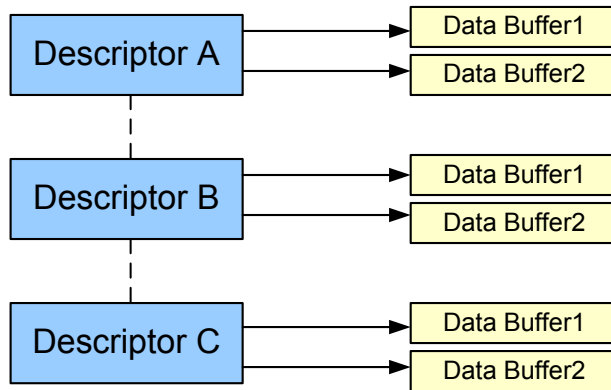 Descriptor A
Data Buffer1
Data Buffer2
Descriptor B
Data Buffer1
Data Buffer2
Descriptor C
Data Buffer1
Data Buffer2